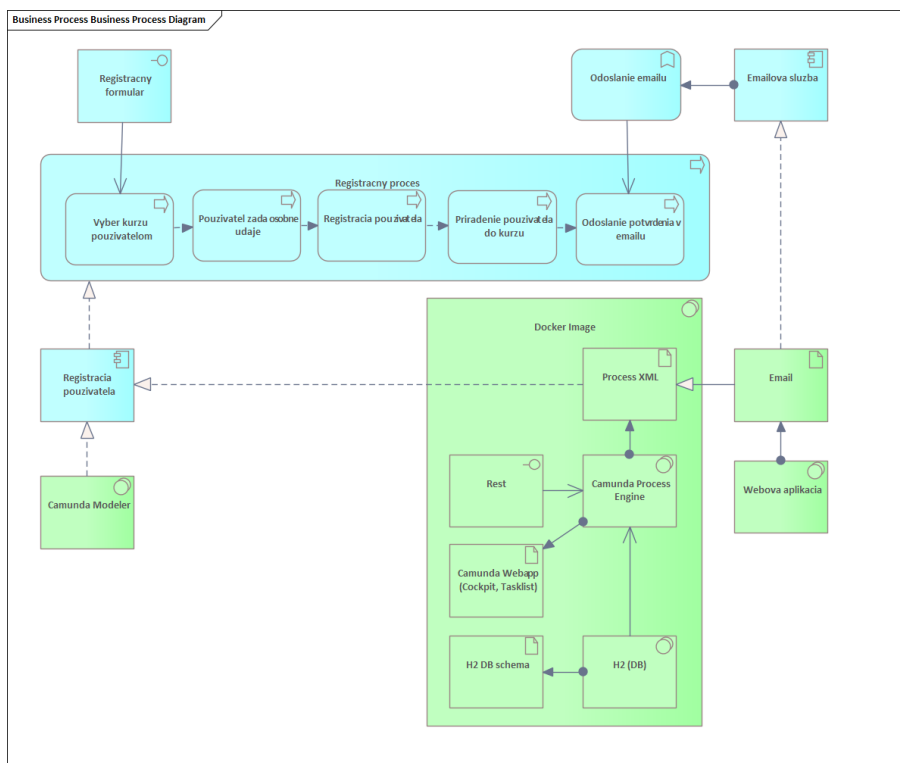 Business Process Business Process Diagram
Registracny
formular
Odoslanie emailu
Emailova sluzba
Registracny proces
Vyber kurzu
pouzivatelom
Pouzivatel zada osobne
udaje
Registracia pouzivatela
Priradenie pouzivatela
do kurzu
Odoslanie potvrdenia v
emailu
Docker Image
Registracia
pouzivatela
Process XML
Email
Camunda Modeler
Rest
Camunda Process
Engine
Webova aplikacia
Camunda Webapp
(Cockpit, Tasklist)
H2 DB schema
H2 (DB)